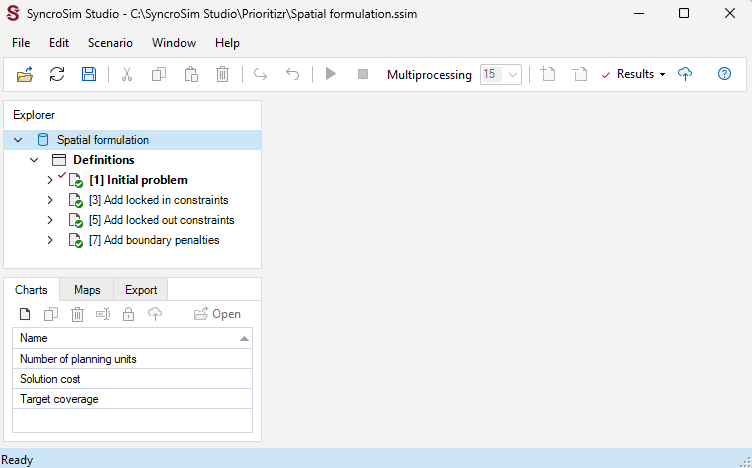 SyncroSim Studio - C:\SyncroSim Studio\Prioritizr\Spatial formulation.ssim
File Edit Scenario Window Help
Multiprocessing 15 Results
Explorer
Spatial formulation
Definitions
[1] Initial problem
[3] Add locked in constraints
[5] Add locked out constraints
[7] Add boundary penalties
Charts Maps Export
Open
Name
Number of planning units
Solution cost
Target coverage
Ready